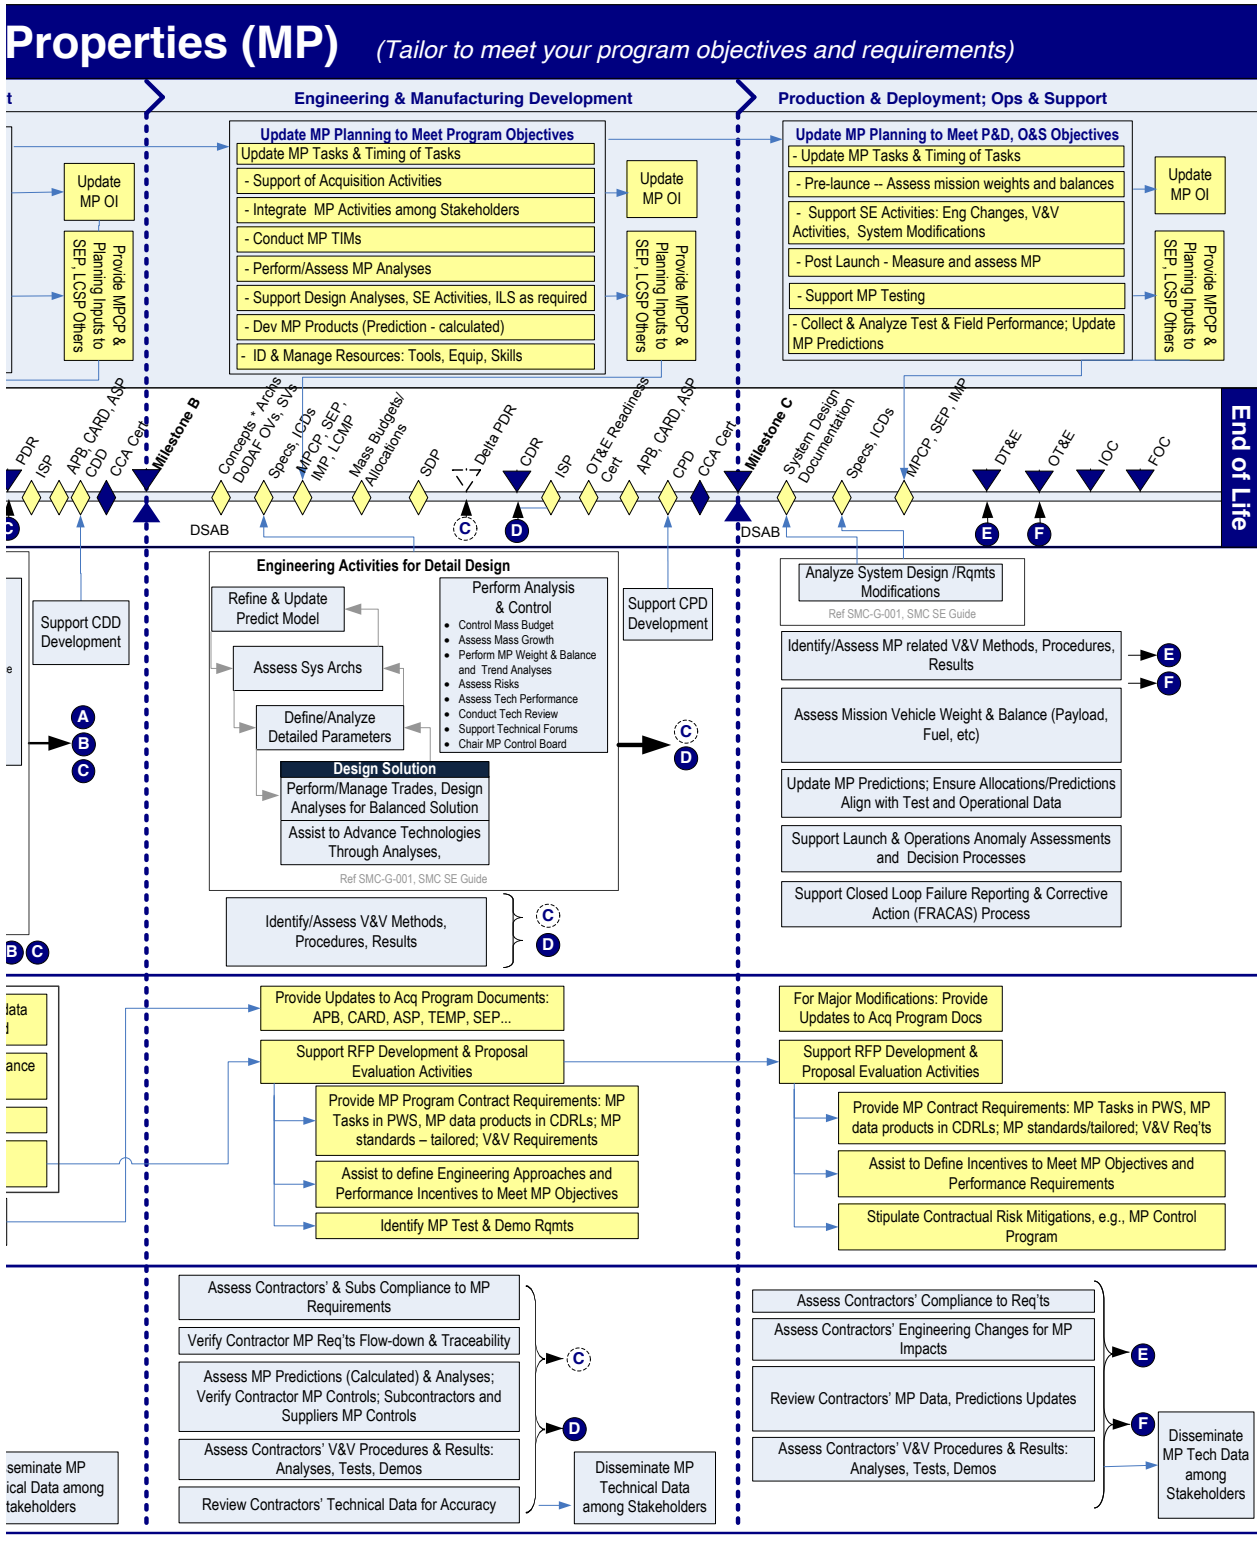 Properties (MP) (Tailor to meet your program objectives and requirements)
t
Engineering & Manufacturing Development
Production & Deployment; Ops & Support
Update
MP OI
Provide MPCP &
Planning Inputs to
SEP, LCSP Others
Update MP Planning to Meet Program Objectives
Update MP Tasks & Timing of Tasks
- Support of Acquisition Activities
- Integrate MP Activities among Stakeholders
- Conduct MP TIMs
- Perform/Assess MP Analyses
- Support Design Analyses, SE Activities, ILS as required
- Dev MP Products (Prediction - calculated)
- ID & Manage Resources: Tools, Equip, Skills
Update
MP OI
Provide MPCP &
Planning Inputs to
SEP, LCSP Others
Update MP Planning to Meet P&D, O&S Objectives
- Update MP Tasks & Timing of Tasks
- Pre-launce -- Assess mission weights and balances
- Support SE Activities: Eng Changes, V&V
Activities, System Modifications
- Post Launch - Measure and assess MP
- Support MP Testing
- Collect & Analyze Test & Field Performance; Update
MP Predictions
Update
MP OI
Provide MPCP &
Planning Inputs to
SEP, LCSP Others
PDR
ISP
APB, CARD, ASP
CDD
CCA Cert
Milestone B
Concepts * Archs
DoDAF OVs, SVs
Specs, ICDs
MPCP, SEP,
IMP, LCMP
Mass Budgets/
Allocations
SDP
Delta PDR
CDR
ISP
OT&E Readiness
Cert
APB, CARD, ASP
CPD
CCA Cert
Milestone C
System Design
Documentation
Specs, ICDs
MPCP, SEP, IMP
DT&E
OT&E
IOC
FOC
End of Life
C
DSAB
C
D
DSAB
E
F
Support CDD
Development
e
A
B
C
B C
Engineering Activities for Detail Design
Refine & Update
Predict Model
Assess Sys Archs
Define/Analyze
Detailed Parameters
Design Solution
Perform/Manage Trades, Design
Analyses for Balanced Solution
Assist to Advance Technologies
Through Analyses,
Perform Analysis
& Control
• Control Mass Budget
• Assess Mass Growth
• Perform MP Weight & Balance
and Trend Analyses
• Assess Risks
• Assess Tech Performance
• Conduct Tech Review
• Support Technical Forums
• Chair MP Control Board
Ref SMC-G-001, SMC SE Guide
Support CPD
Development
C
D
Identify/Assess V&V Methods,
Procedures, Results
C
D
Analyze System Design /Rqmts
Modifications
Ref SMC-G-001, SMC SE Guide
Identify/Assess MP related V&V Methods, Procedures,
Results
E
F
Assess Mission Vehicle Weight & Balance (Payload,
Fuel, etc)
Update MP Predictions; Ensure Allocations/Predictions
Align with Test and Operational Data
Support Launch & Operations Anomaly Assessments
and Decision Processes
Support Closed Loop Failure Reporting & Corrective
Action (FRACAS) Process
data
ance
Provide Updates to Acq Program Documents:
APB, CARD, ASP, TEMP, SEP...
Support RFP Development & Proposal
Evaluation Activities
Provide MP Program Contract Requirements: MP
Tasks in PWS, MP data products in CDRLs; MP
standards – tailored; V&V Requirements
Assist to define Engineering Approaches and
Performance Incentives to Meet MP Objectives
Identify MP Test & Demo Rqmts
For Major Modifications: Provide
Updates to Acq Program Docs
Support RFP Development &
Proposal Evaluation Activities
Provide MP Contract Requirements: MP Tasks in PWS, MP
data products in CDRLs; MP standards/tailored; V&V Req'ts
Assist to Define Incentives to Meet MP Objectives and
Performance Requirements
Stipulate Contractual Risk Mitigations, e.g., MP Control
Program
sseminate MP
ical Data among
takeholders
Assess Contractors' & Subs Compliance to MP
Requirements
Verify Contractor MP Req'ts Flow-down & Traceability
Assess MP Predictions (Calculated) & Analyses;
Verify Contractor MP Controls; Subcontractors and
Suppliers MP Controls
Assess Contractors' V&V Procedures & Results:
Analyses, Tests, Demos
Review Contractors' Technical Data for Accuracy
C
D
Disseminate MP
Technical Data
among Stakeholders
Assess Contractors' Compliance to Req'ts
Assess Contractors' Engineering Changes for MP
Impacts
Review Contractors' MP Data, Predictions Updates
Assess Contractors' V&V Procedures & Results:
Analyses, Tests, Demos
E
F
Disseminate
MP Tech Data
among
Stakeholders